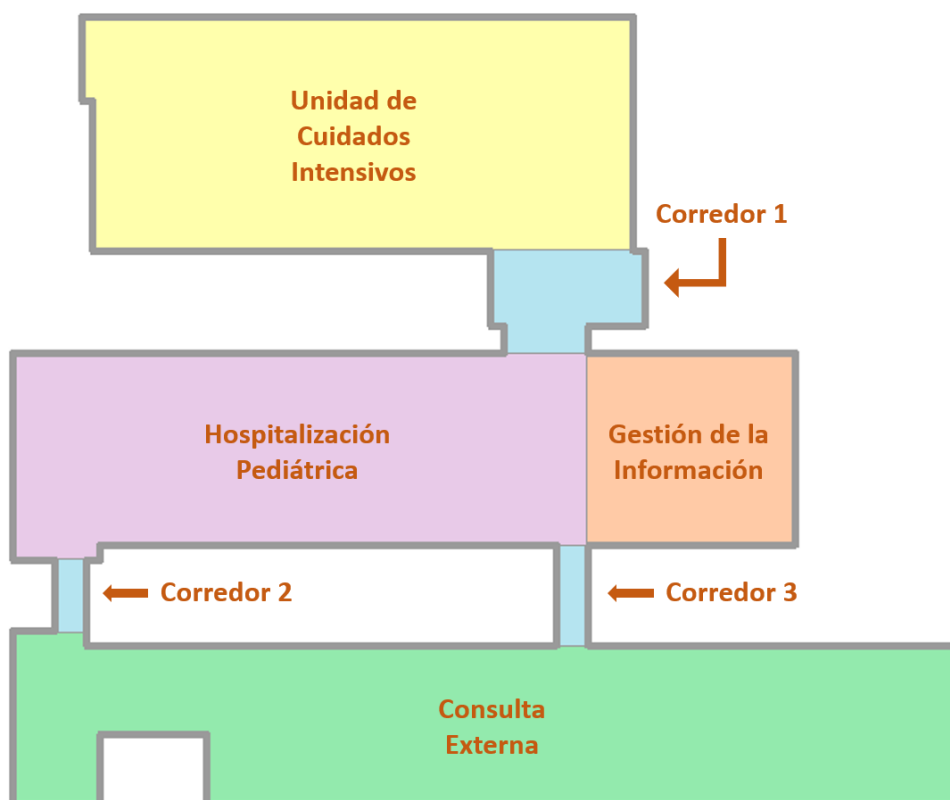 Unidad de
Cuidados
Intensivos
Corredor 1
Hospitalización
Pediátrica
Gestión de la
Información
Corredor 2
Corredor 3
Consulta
Externa